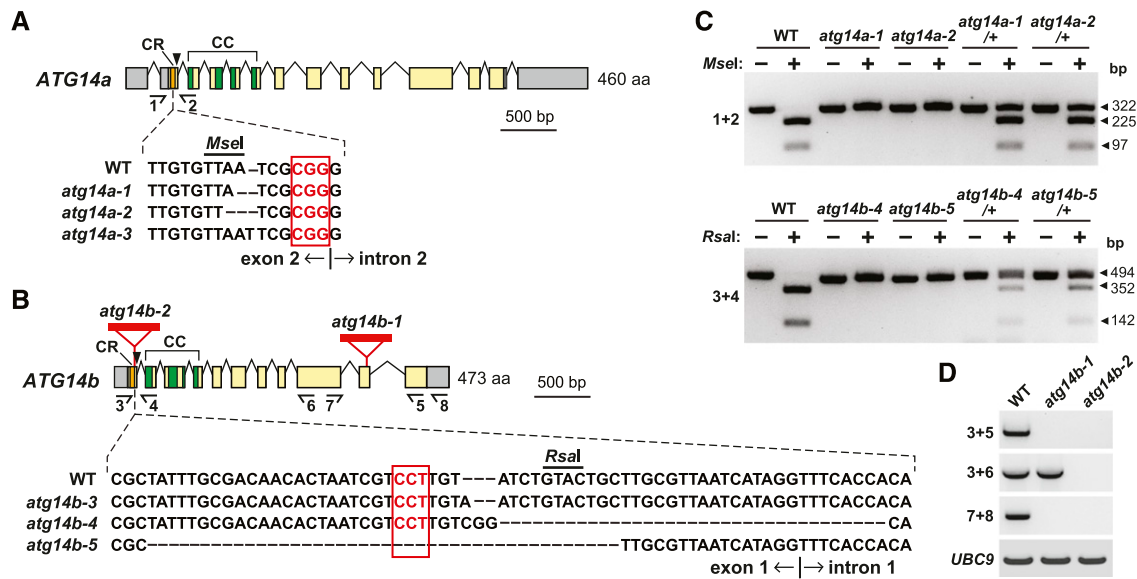 A
CR
CC
ATG14a
1
2
460 aa
500 bp
MseI
WT TTGTGTTAA–TCGCGGG
atg14a-1 TTGTGTTA––TCGCGGG
atg14a-2 TTGTGTT---TCGCGGG
atg14a-3 TTGTGTTAATTCGCGGG
exon 2 ←|→ intron 2
B
atg14b-2
atg14b-1
CR
CC
ATG14b
3
4
6
7
5
8
473 aa
500 bp
RsaI
WT CGCTATTTGCGACAACACTAATCGTCCTTGT---ATCTGTACTGCTTGCGTTAATCATAGGTTTCACCACA
atg14b-3 CGCTATTTGCGACAACACTAATCGTCCTTGTA--ATCTGTACTGCTTGCGTTAATCATAGGTTTCACCACA
atg14b-4 CGCTATTTGCGACAACACTAATCGTCCTTGTCGG-----------------------------------CA
atg14b-5 CGC------------------------------------------TTGCGTTAATCATAGGTTTCACCACA
exon 1 ←|→ intron 1
C
WT atg14a-1 atg14a-2 atg14a-1/+ atg14a-2/+
MseI: – + – + – + – + – + bp
1+2
322
225
97
WT atg14b-4 atg14b-5 atg14b-4/+ atg14b-5/+
RsaI: – + – + – + – + – + bp
3+4
494
352
142
D
WT atg14b-1 atg14b-2
3+5
3+6
7+8
UBC9